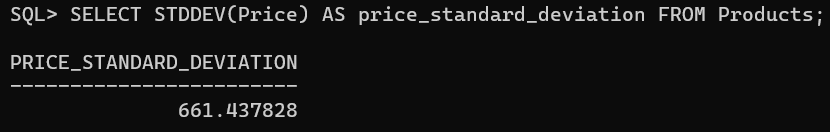 SQL> SELECT STDDEV(Price) AS price_standard_deviation FROM Products;
PRICE_STANDARD_DEVIATION
------------------------
661.437828